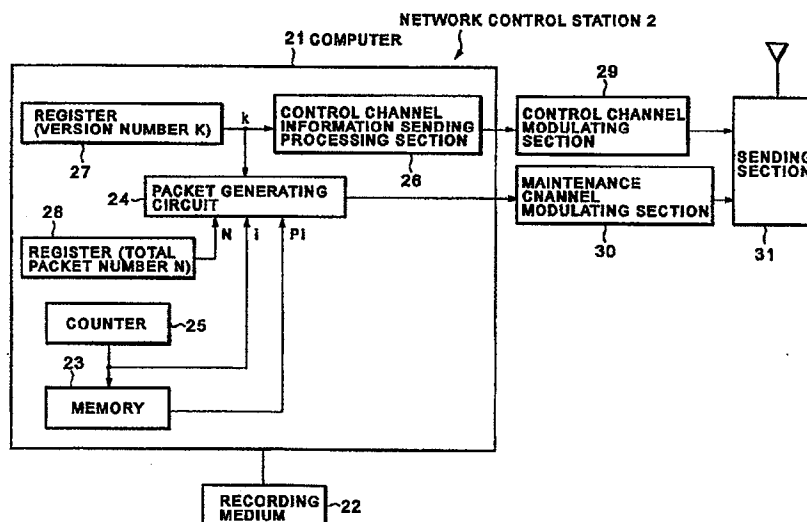 NETWORK CONTROL STATION 2
21 COMPUTER
29
REGISTER
(VERSION NUMBER K)
k
CONTROL CHANNEL
INFORMATION SENDING
PROCESSING SECTION
CONTROL CHANNEL
MODULATING
SECTION
SENDING
SECTION
27
26
24
PACKET GENERATING
CIRCUIT
MAINTENANCE
CHANNEL
MODULATING SECTION
28
N
i
Pi
30
31
REGISTER (TOTAL
PACKET NUMBER N)
COUNTER
25
23
MEMORY
RECORDING
MEDIUM
22